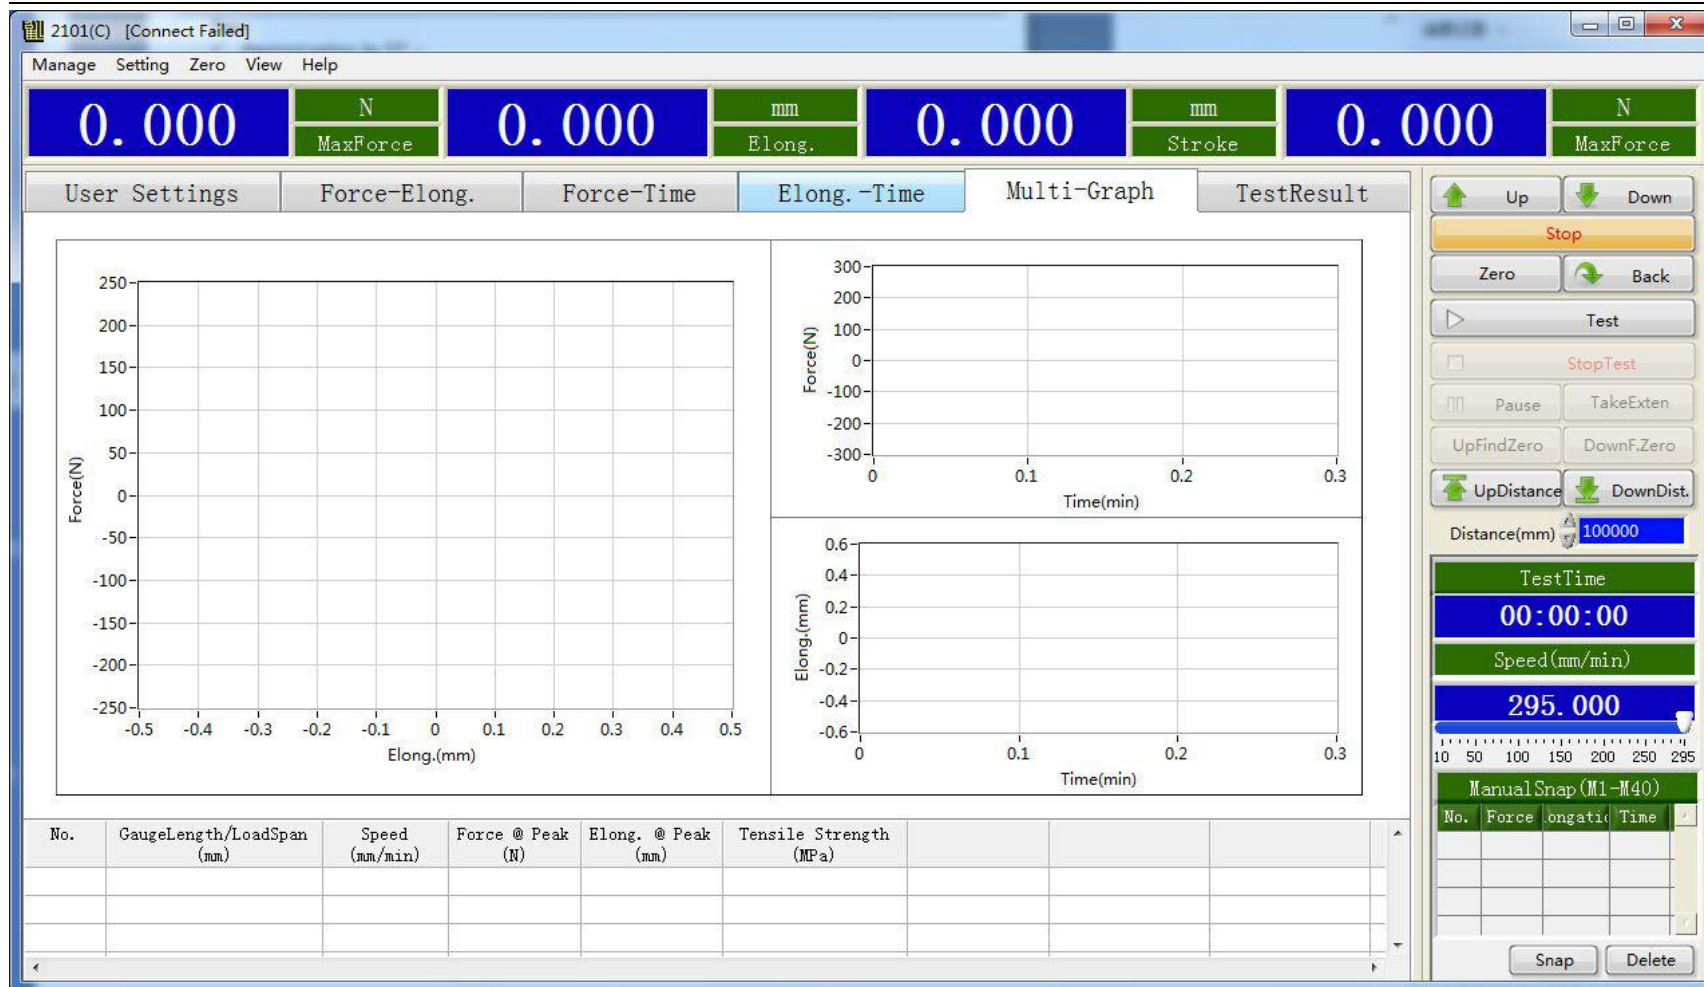 2101(C) [Connect Failed]
Manage Setting Zero View Help
0.000 N MaxForce
0.000 mm Elong.
0.000 mm Stroke
0.000 N MaxForce
User Settings Force-Elong. Force-Time Elong.-Time Multi-Graph TestResult
250
200
150
100
50
0
-50
-100
-150
-200
-250
Force(N)
-0.5 -0.4 -0.3 -0.2 -0.1 0 0.1 0.2 0.3 0.4 0.5
Elong.(mm)
300
200
100
0
-100
-200
-300
Force(N)
0 0.1 0.2 0.3
Time(min)
0.6
0.4
0.2
0
-0.2
-0.4
-0.6
Elong.(mm)
0 0.1 0.2 0.3
Time(min)
No. GaugeLength/LoadSpan Speed Force @ Peak Elong. @ Peak Tensile Strength
(mm) (mm/min) (N) (mm) (MPa)
Up Down
Stop
Zero Back
Test
StopTest
Pause TakeExten
UpFindZero DownF.Zero
UpDistance DownDist.
Distance(mm) 100000
TestTime
00:00:00
Speed(mm/min)
295.000
10 50 100 150 200 250 295
ManualSnap(M1-M40)
No. Force ongatic Time
Snap Delete